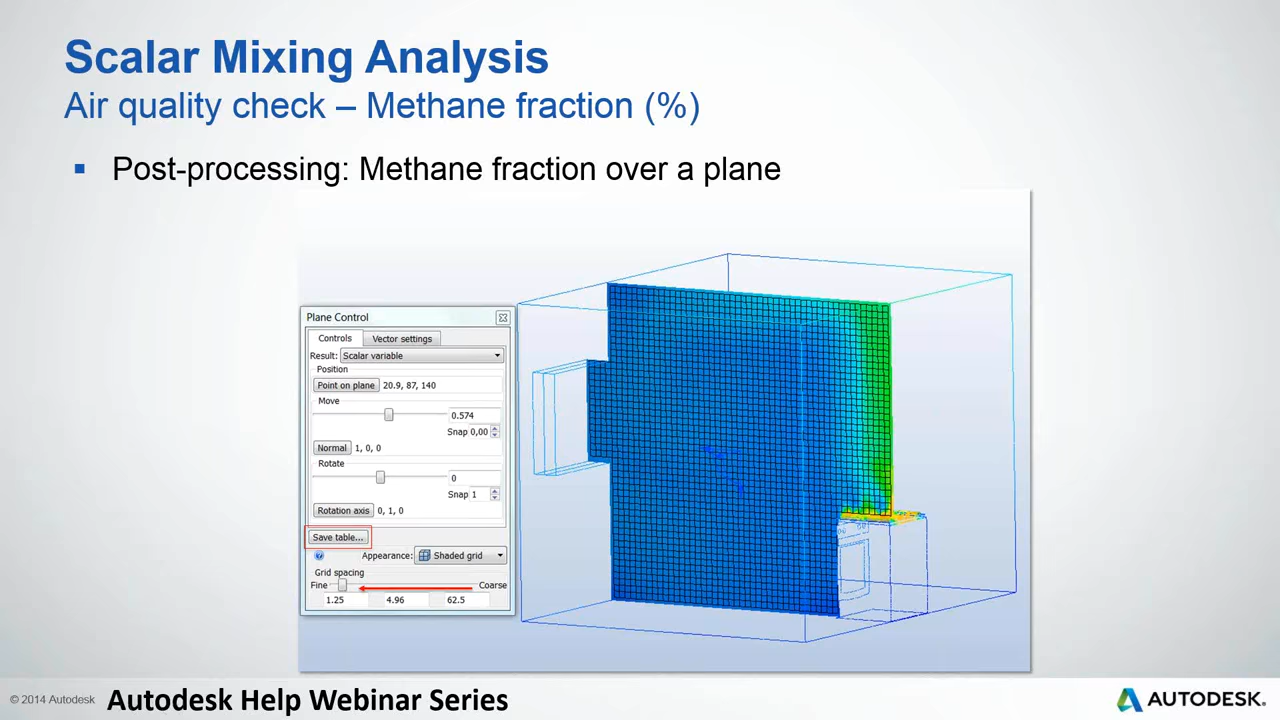 Scalar Mixing Analysis
Air quality check – Methane fraction (%)
▪ Post-processing: Methane fraction over a plane
Plane Control
Controls Vector settings
Result: Scalar variable
Position
Point on plane 20.9, 87, 140
Move
0.574
Snap 0,00
Normal 1, 0, 0
Rotate
0
Snap 1
Rotation axis 0, 1, 0
Save table...
Appearance: Shaded grid
Grid spacing
Fine Coarse
1.25 4.96 62.5
© 2014 Autodesk Autodesk Help Webinar Series AUTODESK.